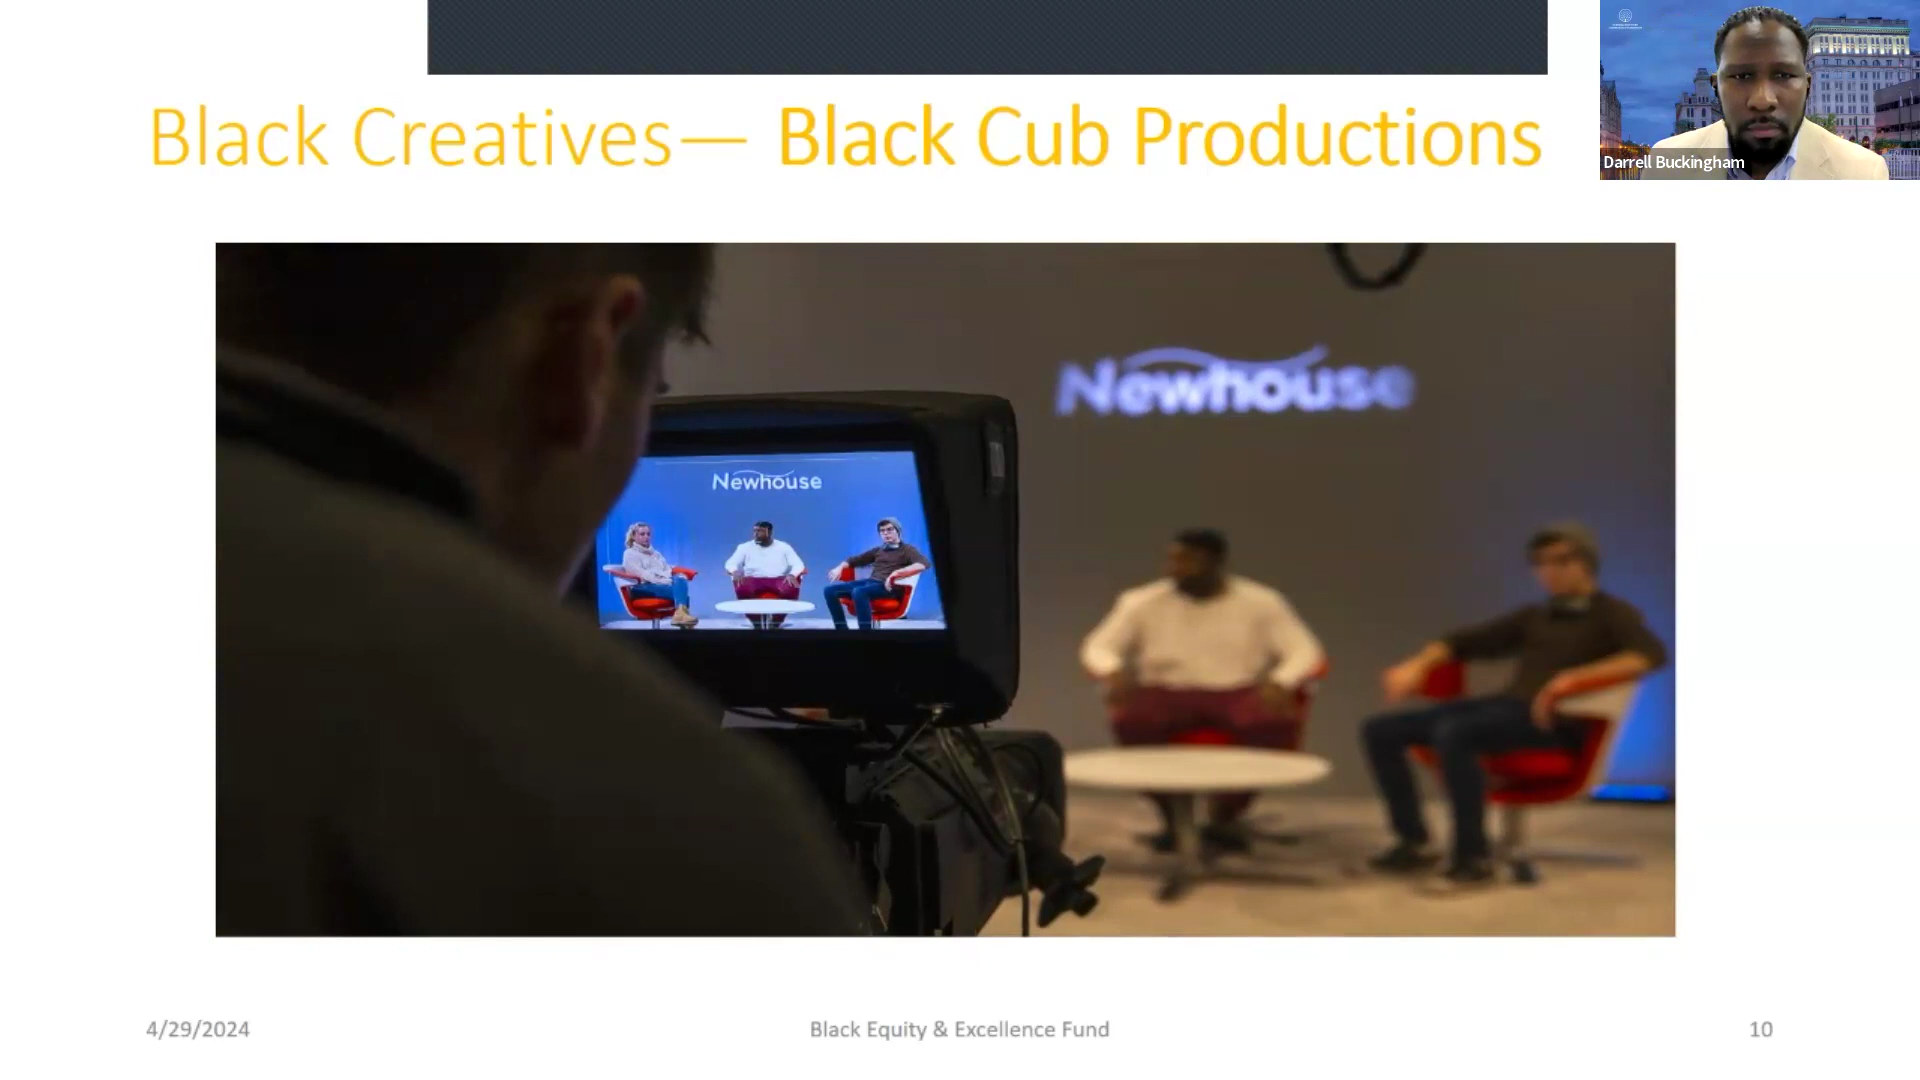 Black Creatives— Black Cub Productions
Darrell Buckingham
Newhouse
Newhouse
4/29/2024
Black Equity & Excellence Fund
10